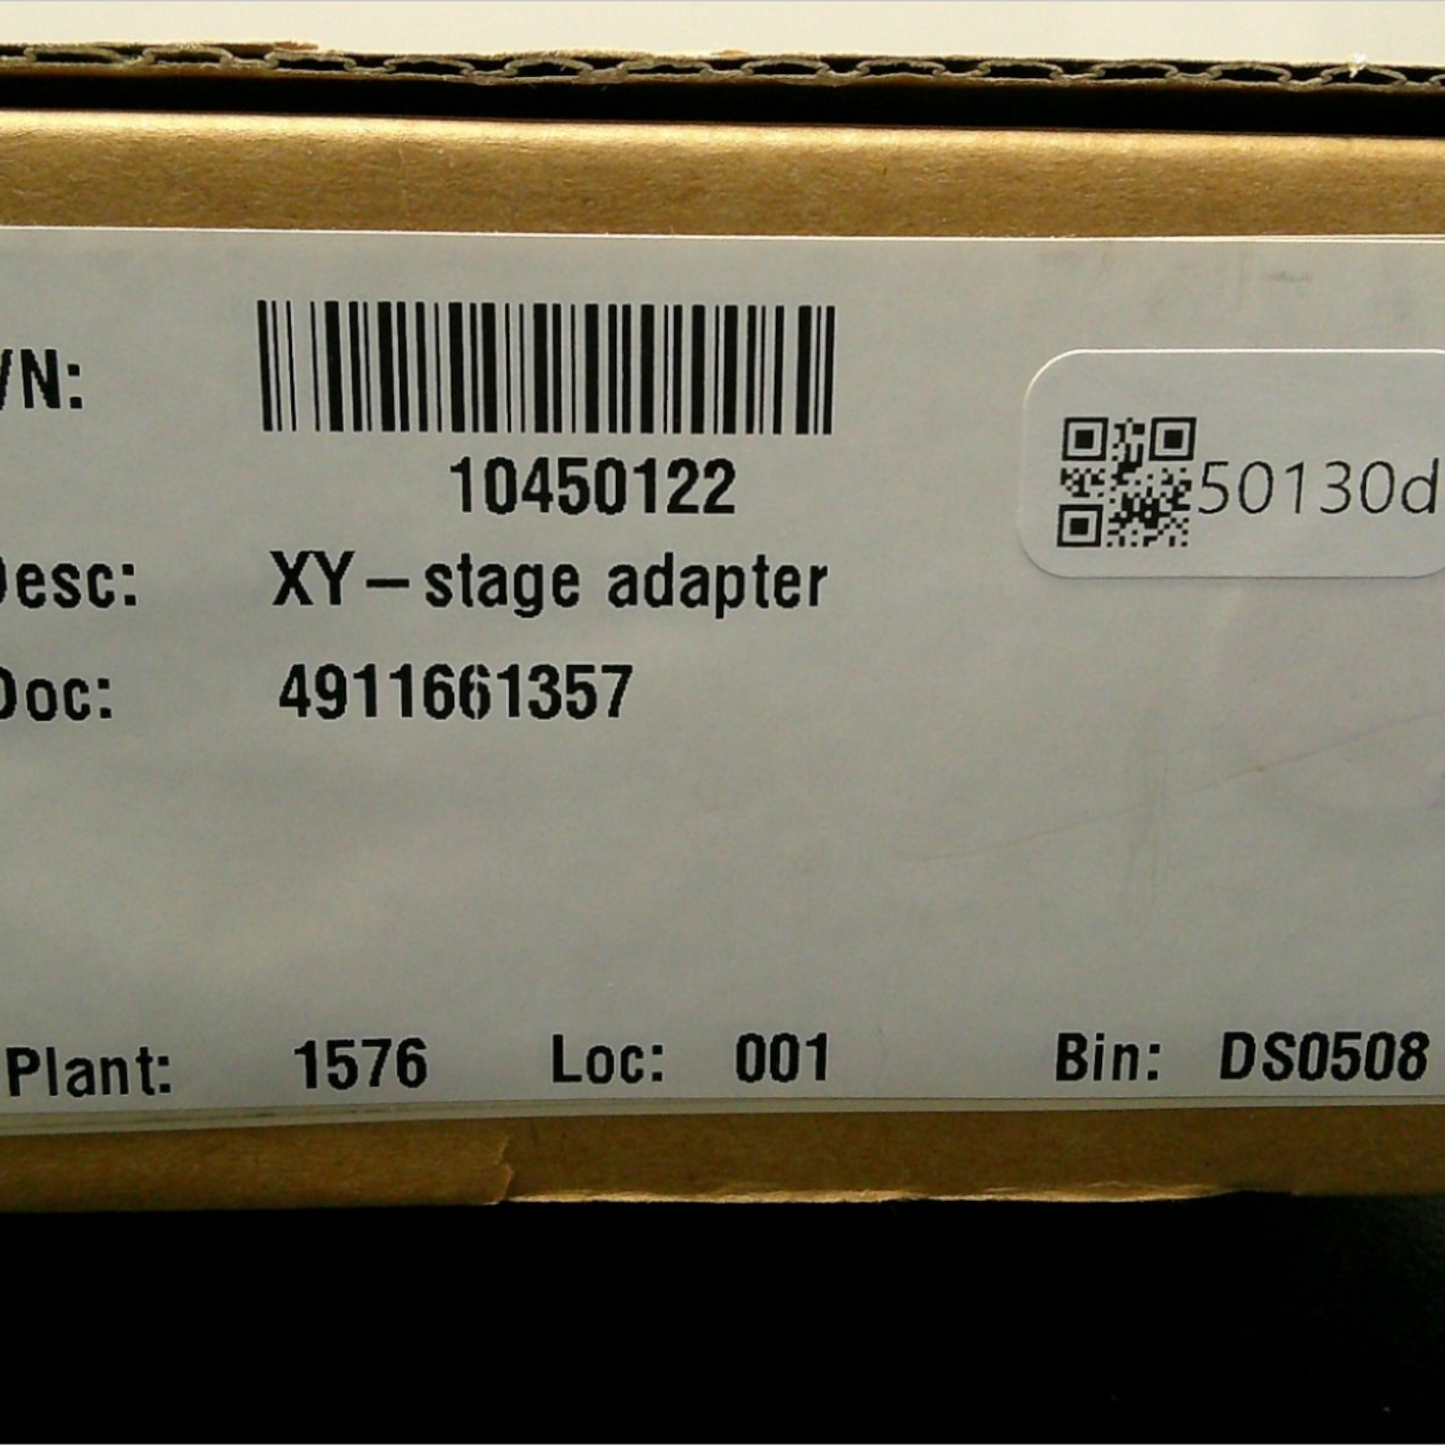 /N:
10450122
50130d
Desc: XY–stage adapter
Doc: 4911661357
Plant: 1576 Loc: 001 Bin: DS0508